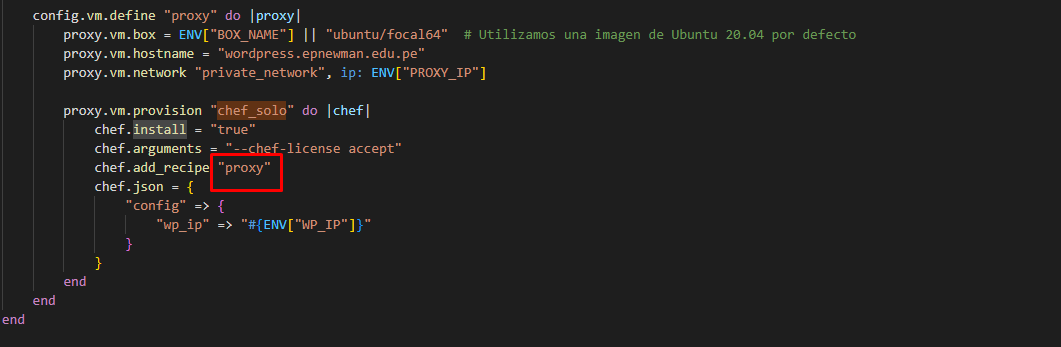 config.vm.define "proxy" do |proxy|
proxy.vm.box = ENV["BOX_NAME"] || "ubuntu/focal64"  # Utilizamos una imagen de Ubuntu 20.04 por defecto
proxy.vm.hostname = "wordpress.epnewman.edu.pe"
proxy.vm.network "private_network", ip: ENV["PROXY_IP"]
proxy.vm.provision "chef_solo" do |chef|
chef.install = "true"
chef.arguments = "--chef-license accept"
chef.add_recipe "proxy"
chef.json = {
"config" => {
"wp_ip" => "#{ENV["WP_IP"]}"
}
}
end
end
end